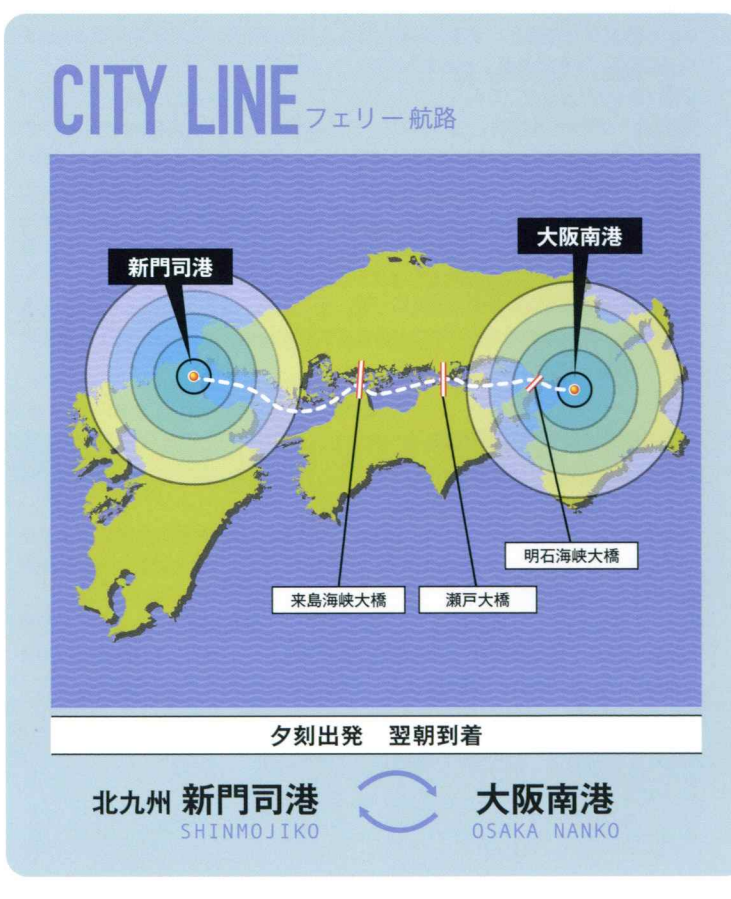 CITY LINE フェリー航路
大阪南港
新門司港
明石海峡大橋
来島海峡大橋
瀬戸大橋
夕刻出発 翌朝到着
北九州 新門司港
SHINMOJIKO
大阪南港
OSAKA NANKO